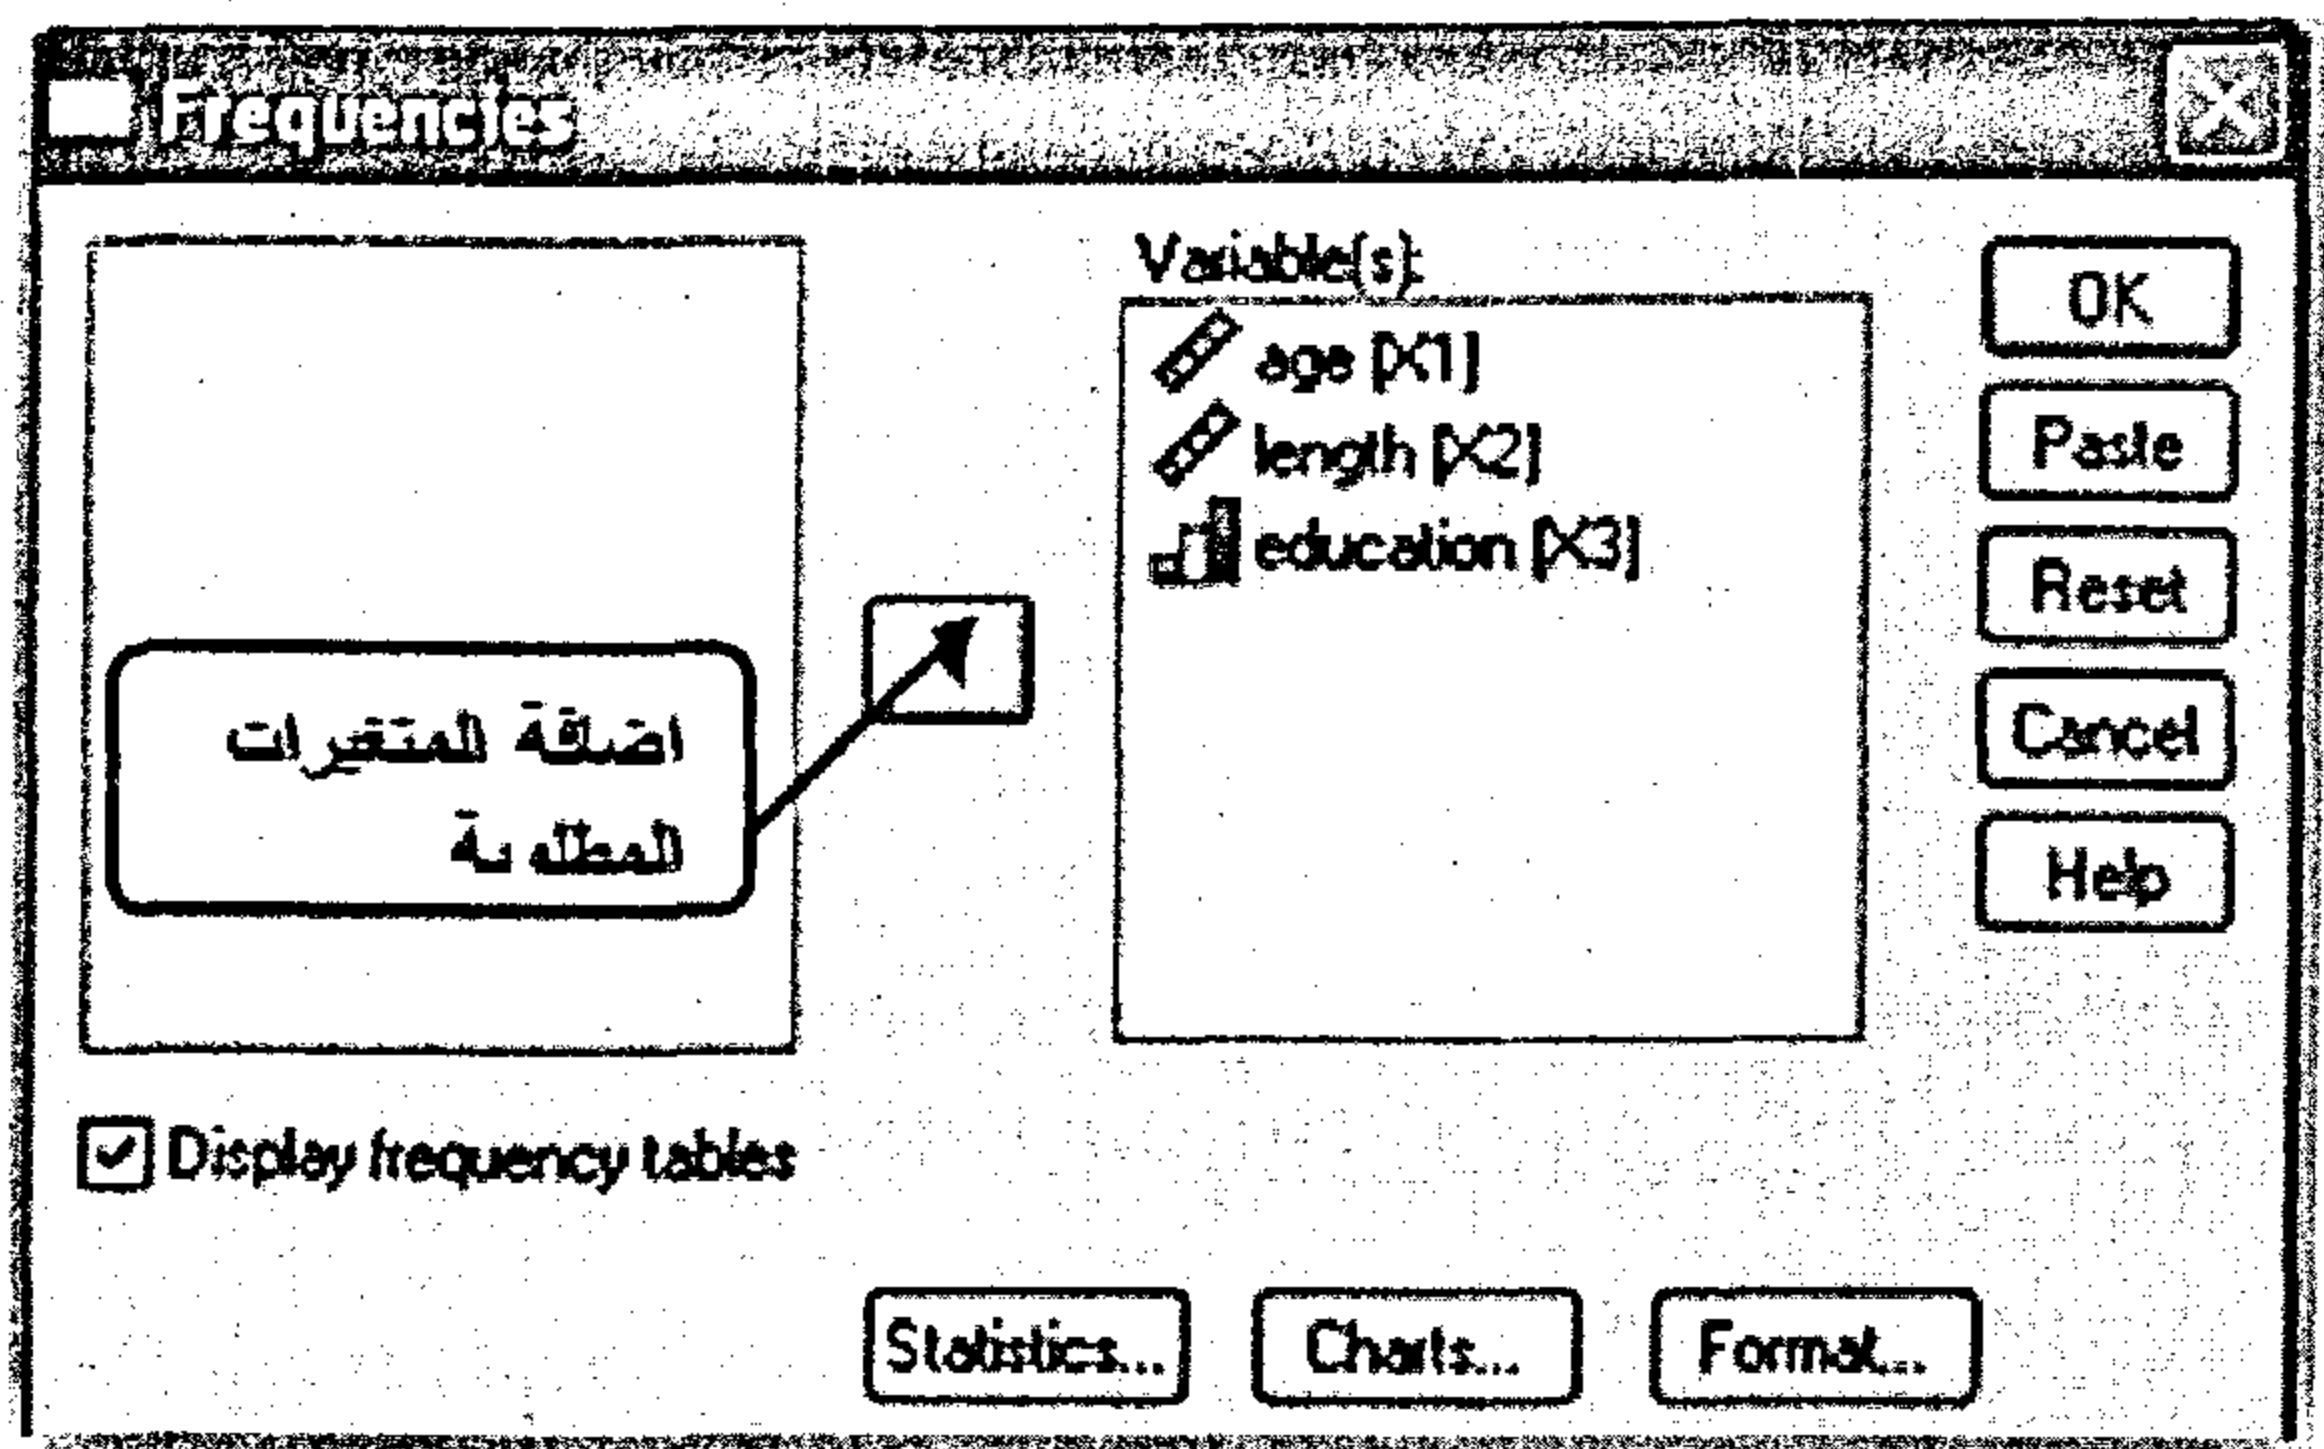 Frequencies
Variable(s):
age [X1]
length [X2]
education [X3]
OK
Paste
Reset
Cancel
Help
اضافة المتغيرات
المطلوبة
Display frequency tables
Statistics...
Charts...
Format...